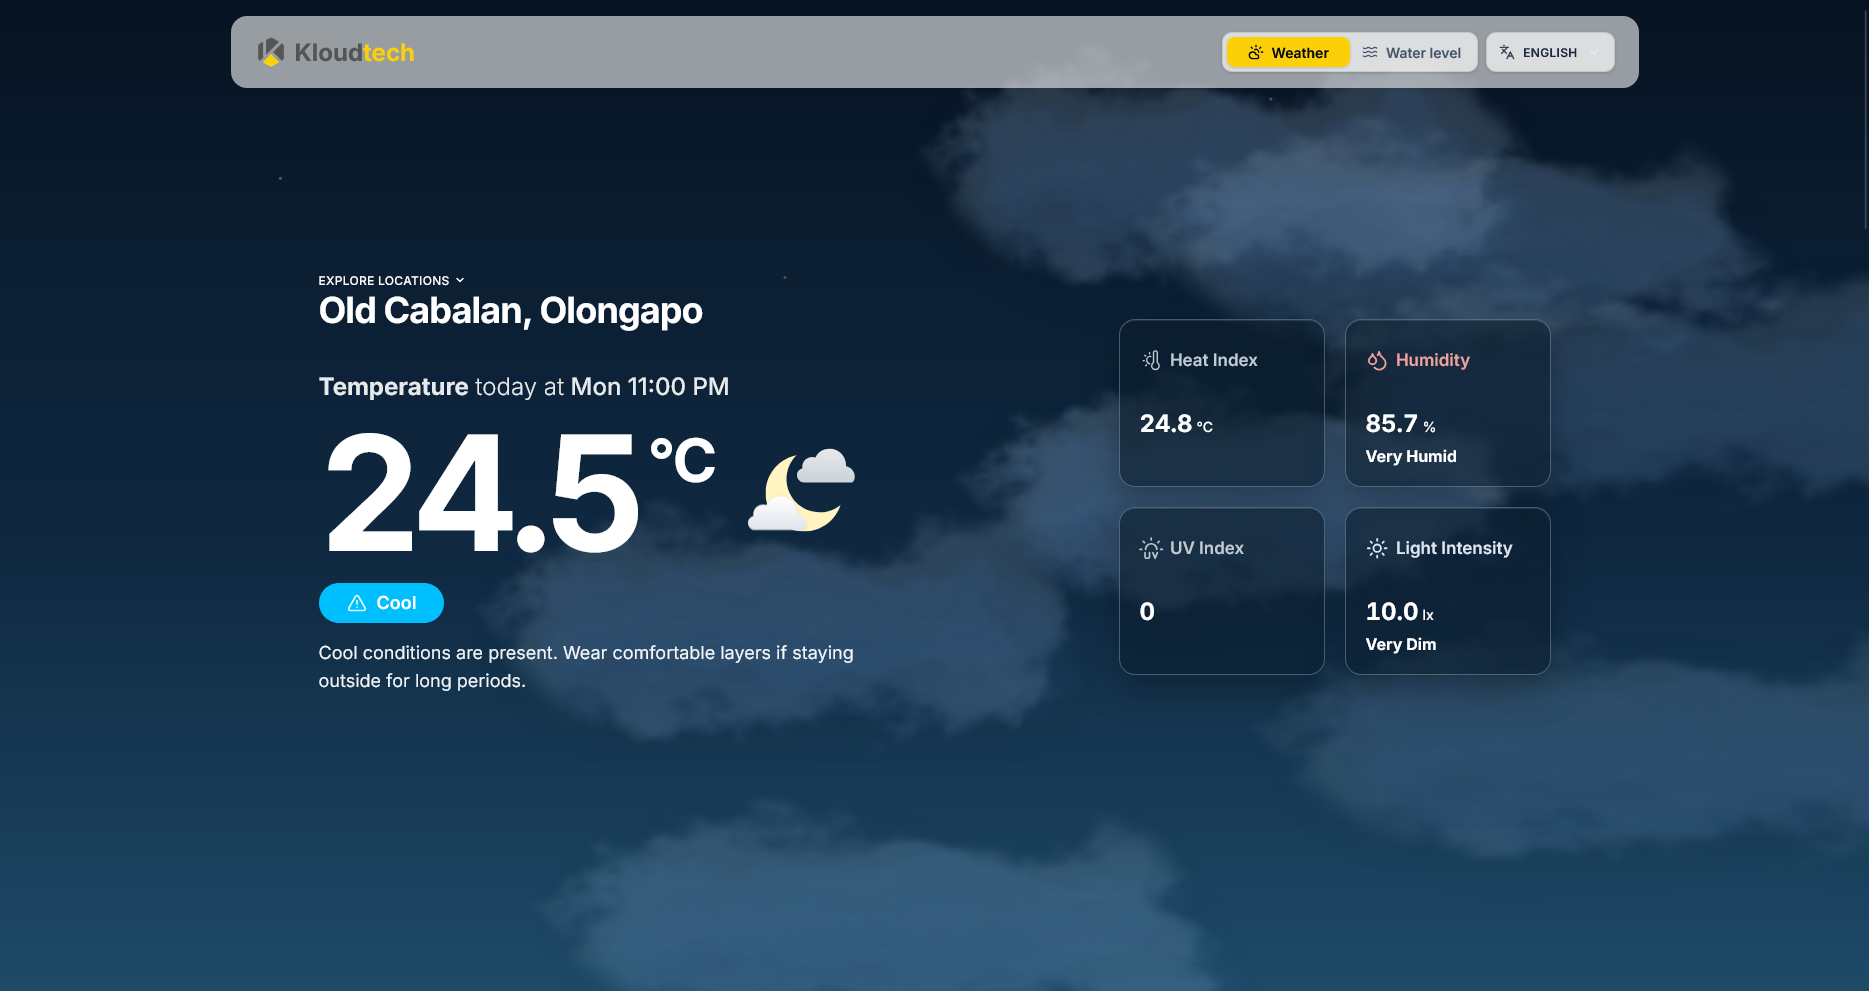 Kloudtech
Weather
Water level
ENGLISH
EXPLORE LOCATIONS
Old Cabalan, Olongapo
Temperature today at Mon 11:00 PM
24.5 °C
Cool
Cool conditions are present. Wear comfortable layers if staying
outside for long periods.
Heat Index
24.8 °C
Humidity
85.7 %
Very Humid
UV Index
0
Light Intensity
10.0 lx
Very Dim